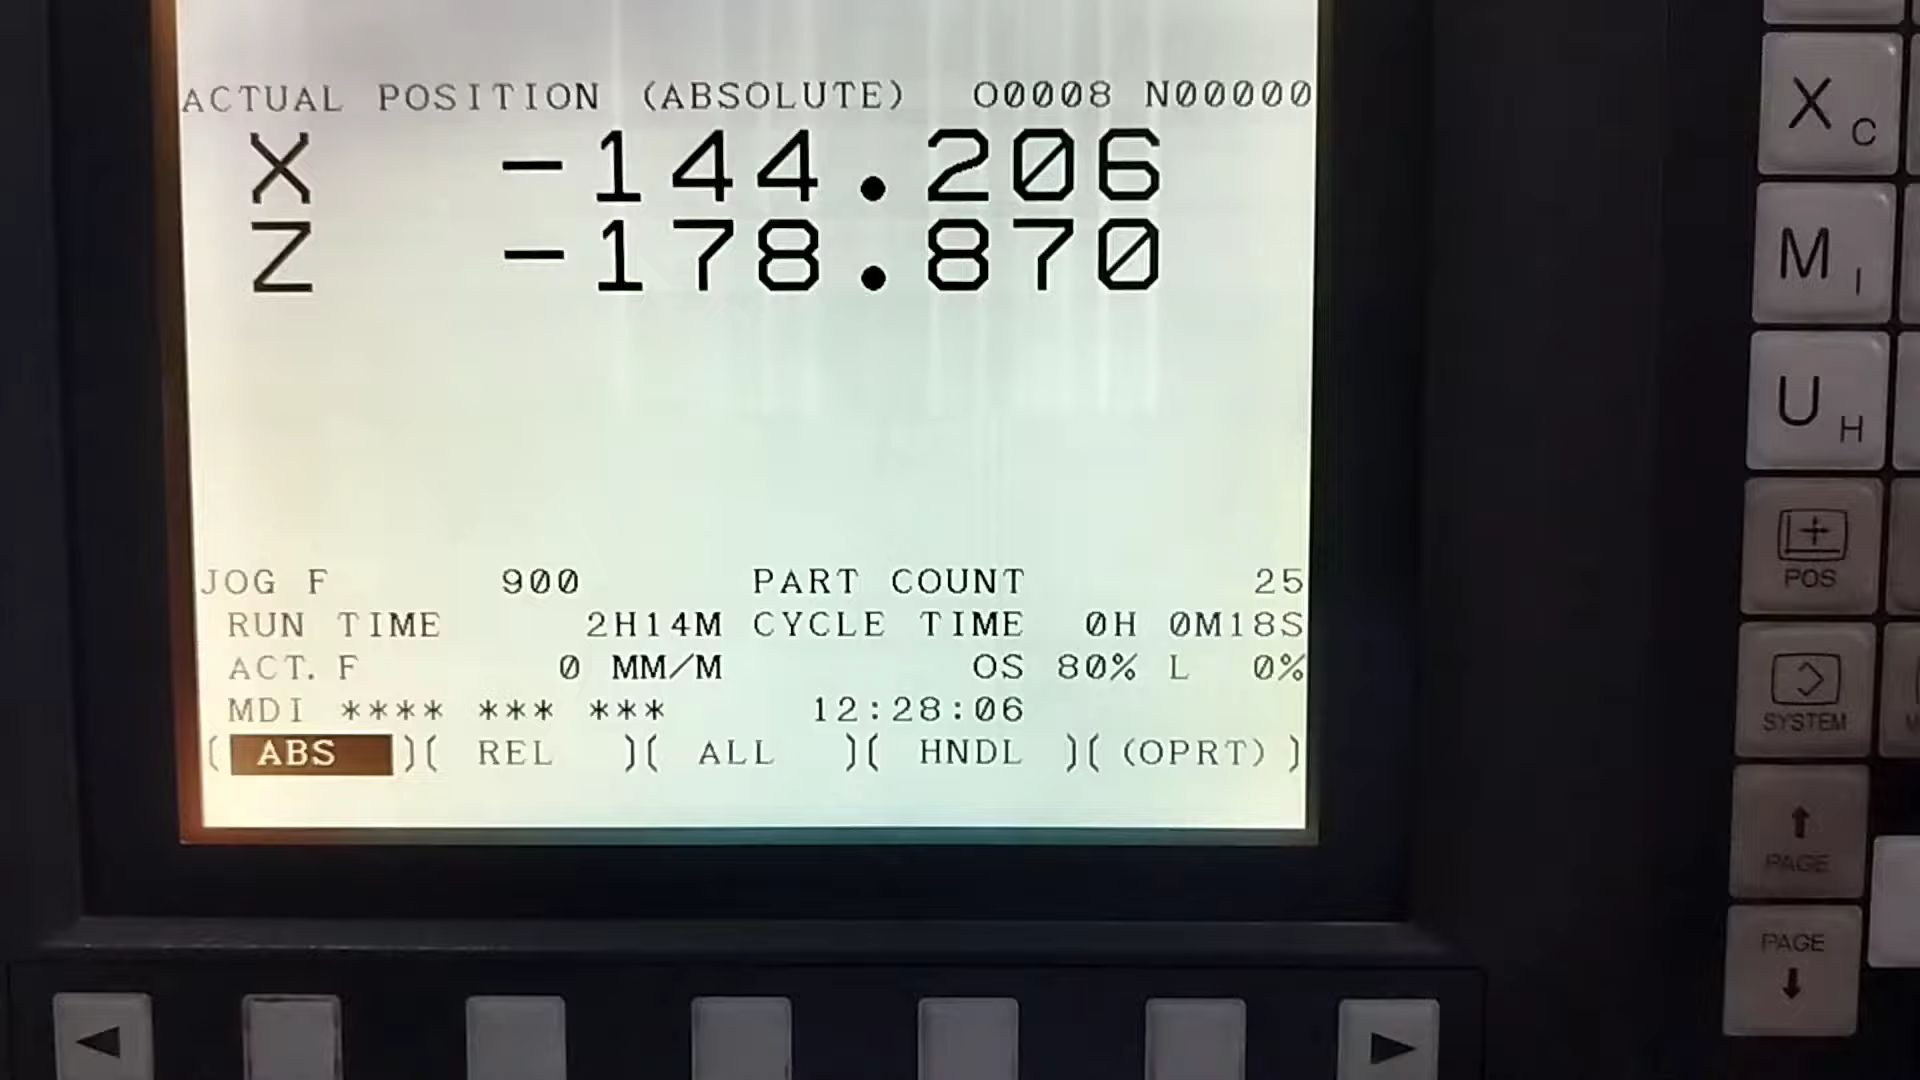 ACTUAL POSITION (ABSOLUTE) O0008 N00000
X -144.206
Z -178.870
JOG F 900 PART COUNT 25
RUN TIME 2H14M CYCLE TIME 0H 0M18S
ACT. F 0 MM/M OS 80% L 0%
MDI **** *** *** 12:28:06
( ABS )( REL )( ALL )( HNDL )( (OPRT) )
X C
M I
U H
POS
SYSTEM
PAGE
PAGE